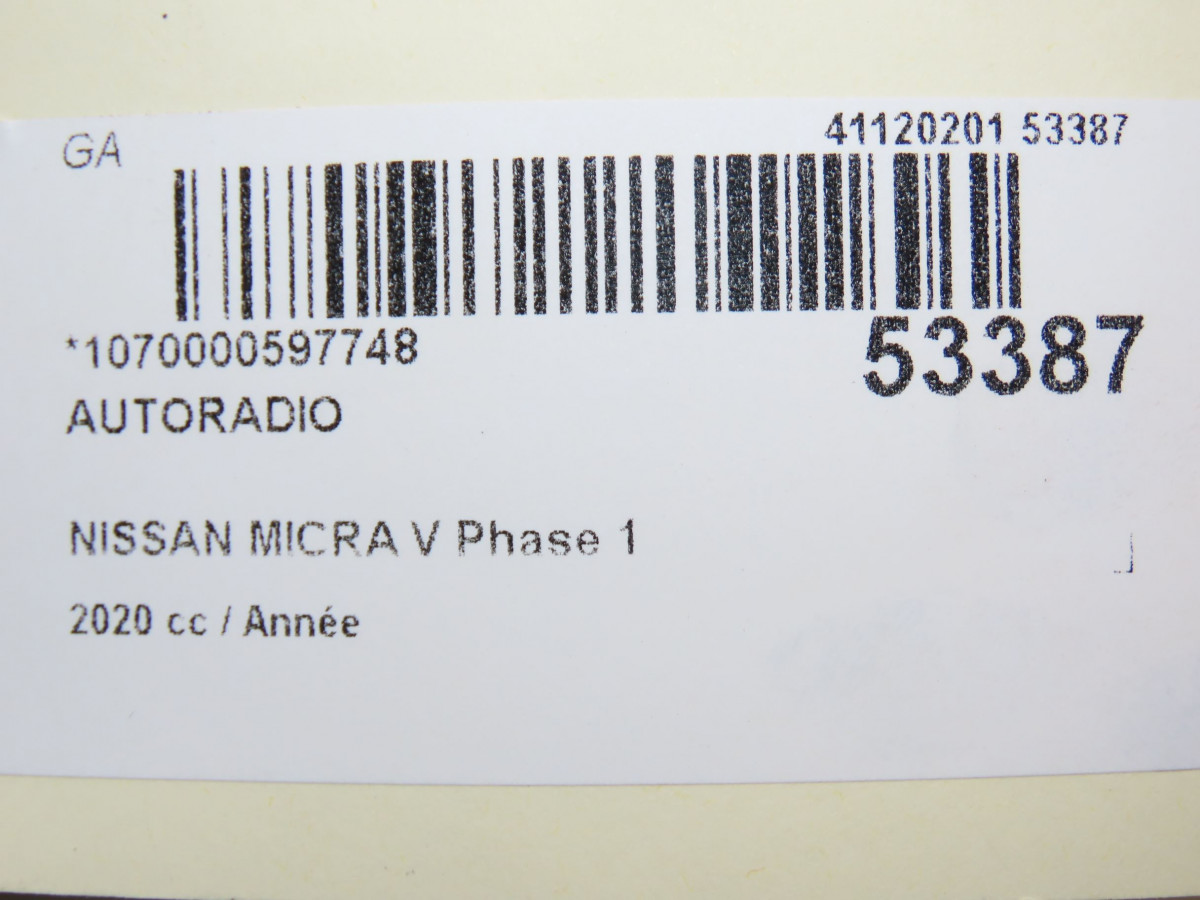 GA
41120201 53387
*1070000597748
53387
AUTORADIO
NISSAN MICRA V Phase 1
2020 cc / Année